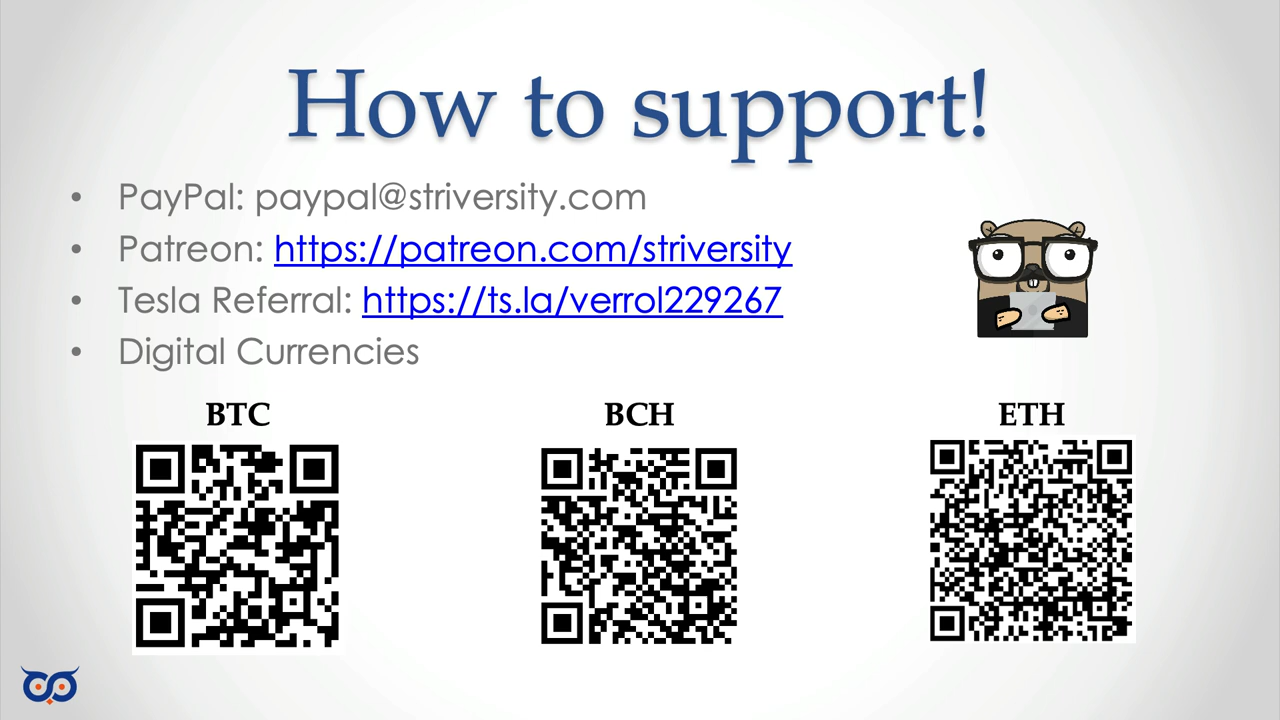 How to support!
• PayPal: paypal@striversity.com
• Patreon: https://patreon.com/striversity
• Tesla Referral: https://ts.la/verrol229267
• Digital Currencies
BTC BCH ETH